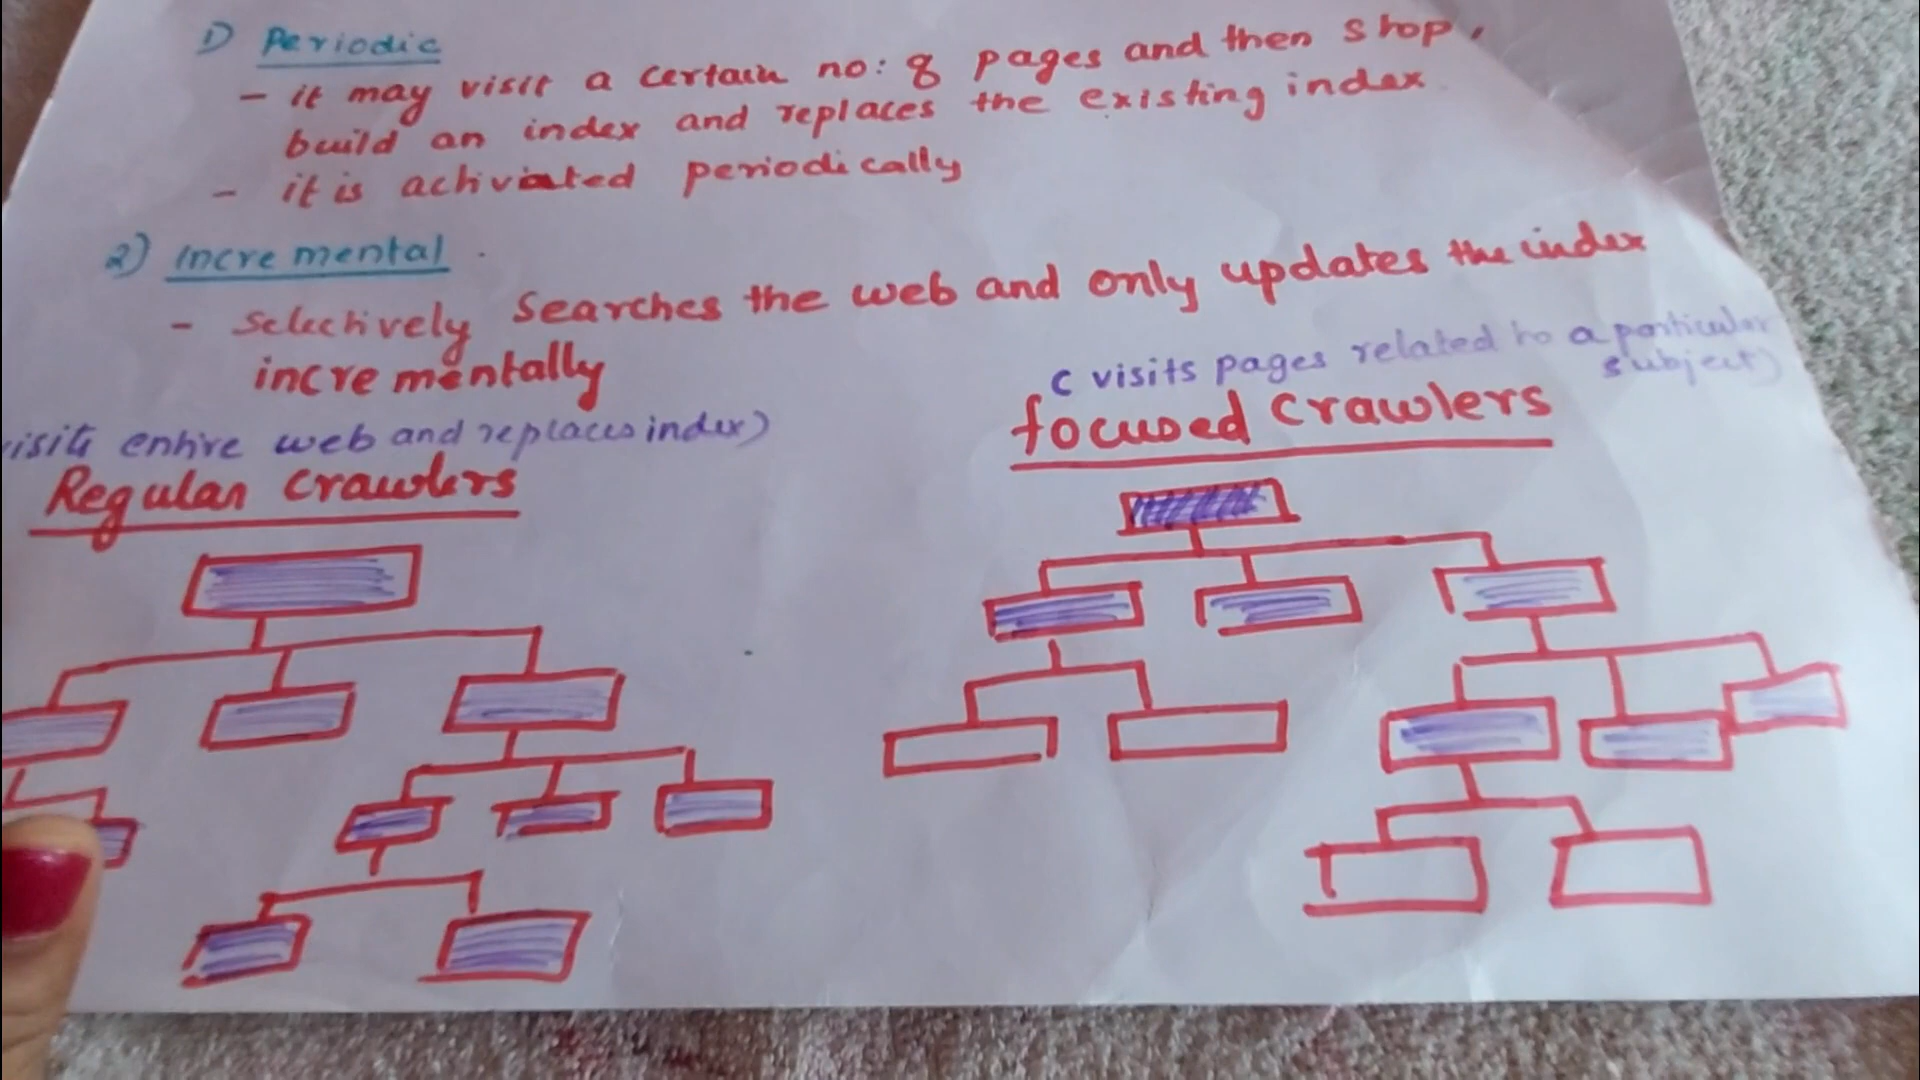 1) Periodic
- it may visit a certain no: of pages and then stop,
build an index and replaces the existing index
- it is activated periodically
2) Incremental
- Selectively Searches the web and only updates the index
incrementally
( visits pages related to a particular
subject)
focused Crawlers
visits entire web and replaces index)
Regular Crawlers